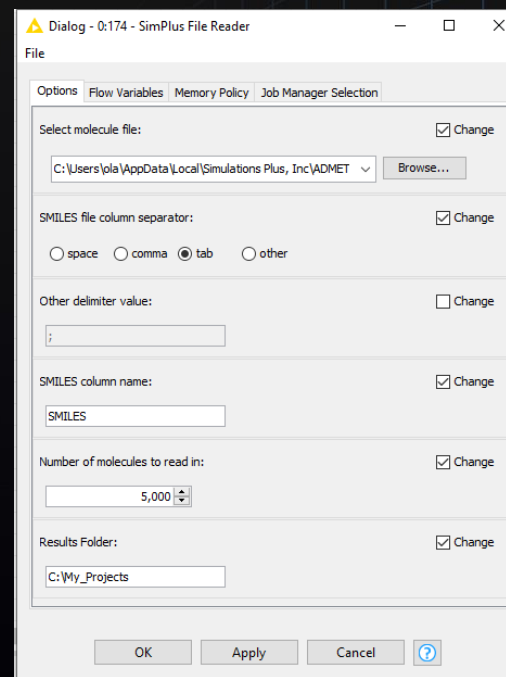 Dialog - 0:174 - SimPlus File Reader
File
Options Flow Variables Memory Policy Job Manager Selection
Select molecule file: Change
C:\Users\ola\AppData\Local\Simulations Plus, Inc\ADMET Browse...
SMILES file column separator: Change
space comma tab other
Other delimiter value: Change
;
SMILES column name: Change
SMILES
Number of molecules to read in: Change
5,000
Results Folder: Change
C:\My_Projects
OK Apply Cancel ?